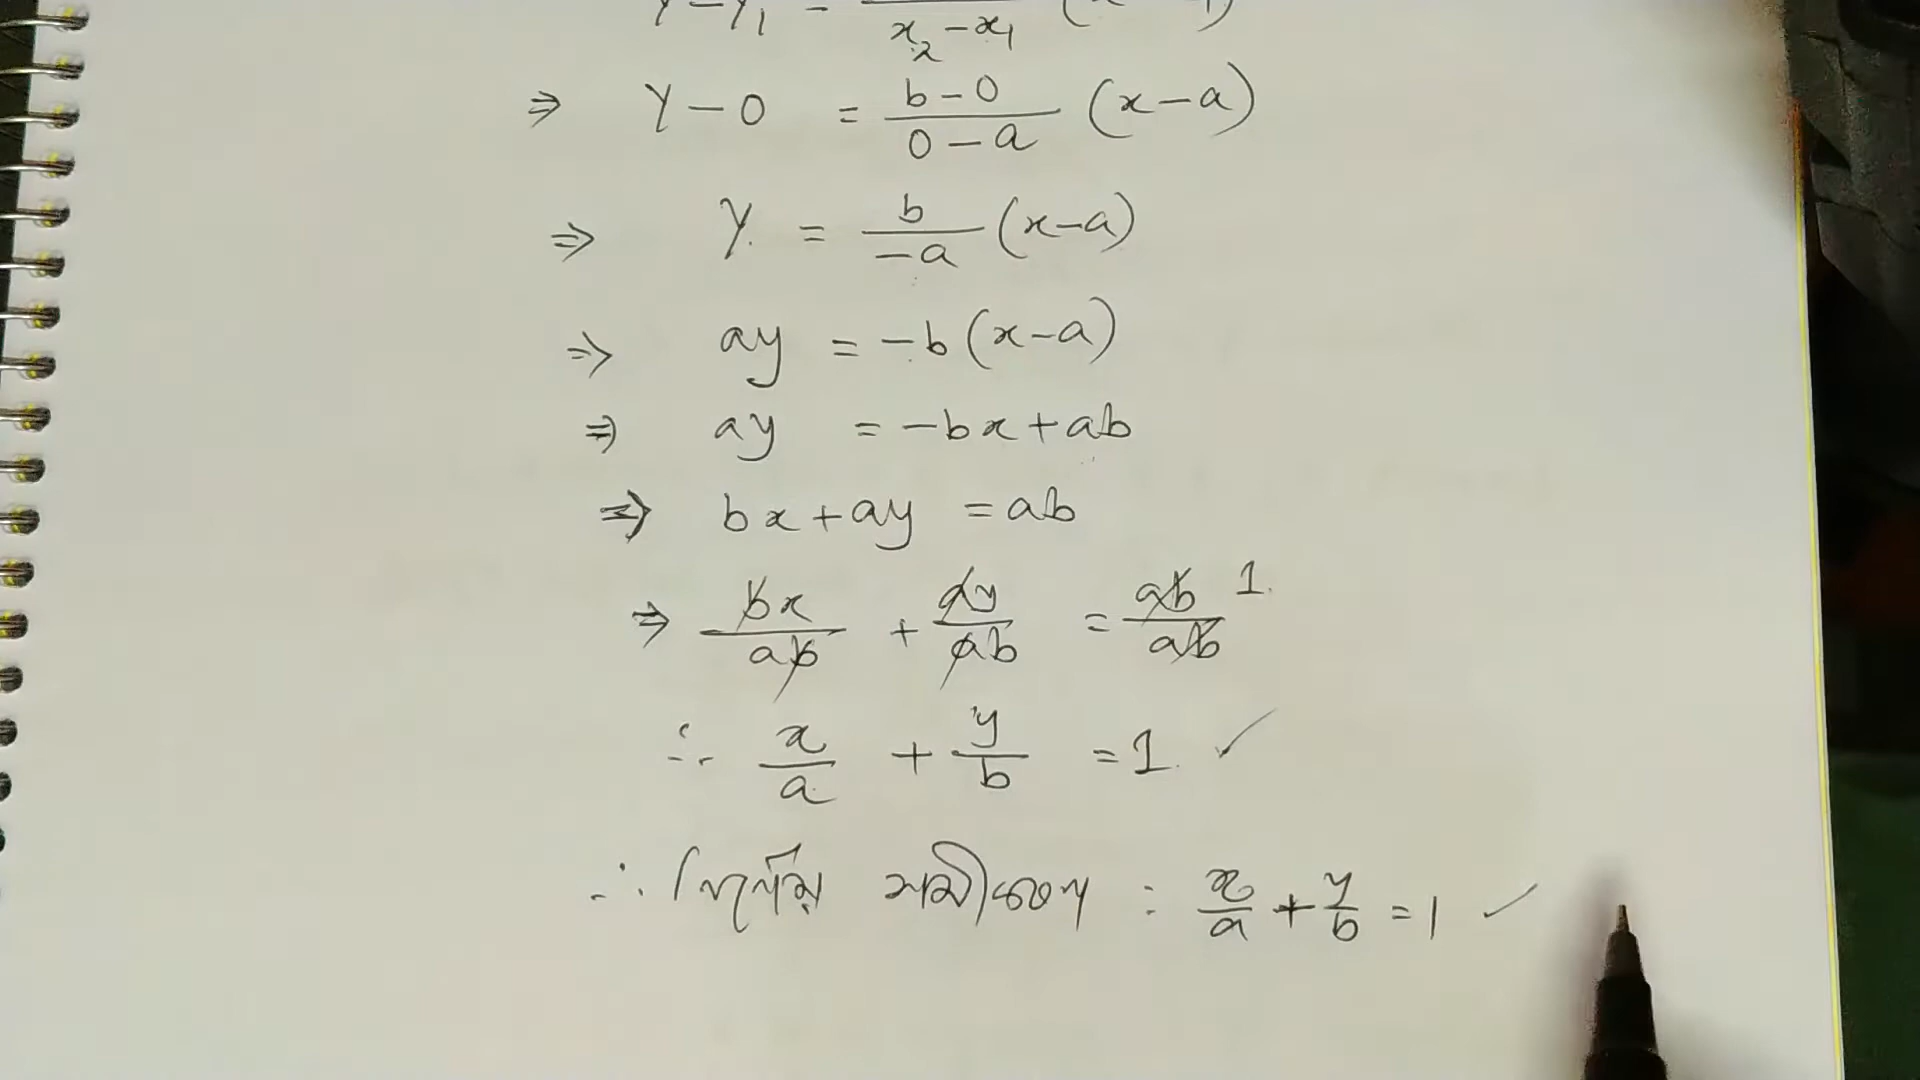 x₂-x₁
⇒ y-0 = b-0/0-a (x-a)
⇒ y = b/-a (x-a)
⇒ ay = -b(x-a)
⇒ ay = -bx+ab
⇒ bx+ay = ab
⇒ bx/ab + ay/ab = ab/ab 1
∴ x/a + y/b = 1 ✓
∴ নির্ণেয় সমীকরণ : x/a + y/b = 1 ✓